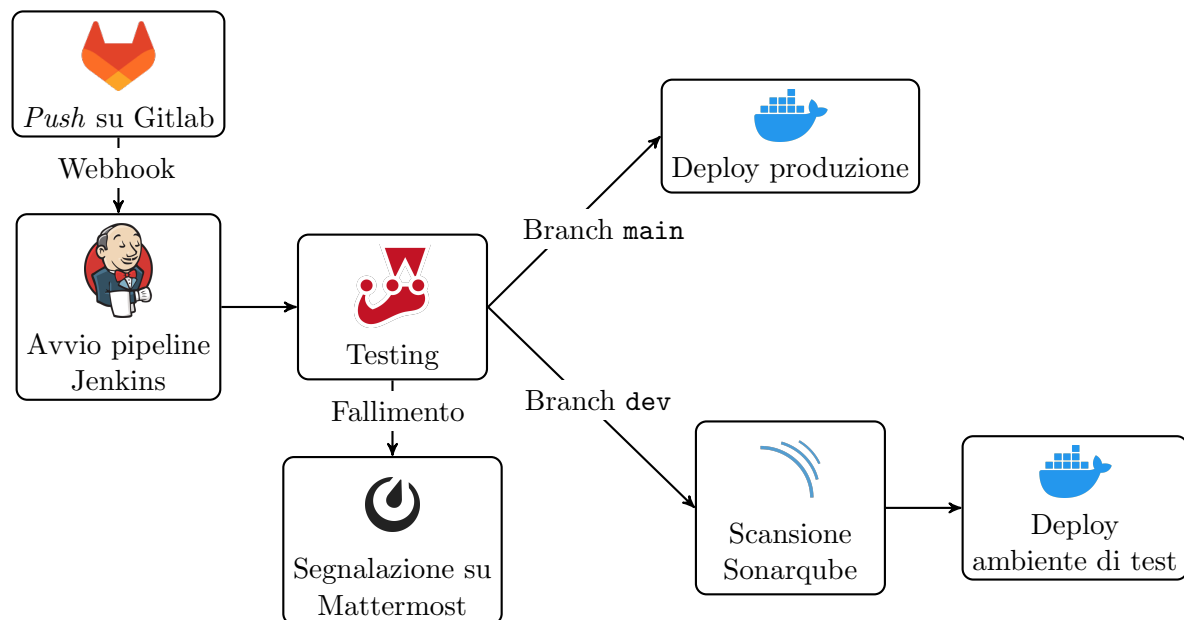 Push su Gitlab
Webhook
Avvio pipeline
Jenkins
Testing
Fallimento
Segnalazione su
Mattermost
Branch main
Deploy produzione
Branch dev
Scansione
Sonarqube
Deploy
ambiente di test